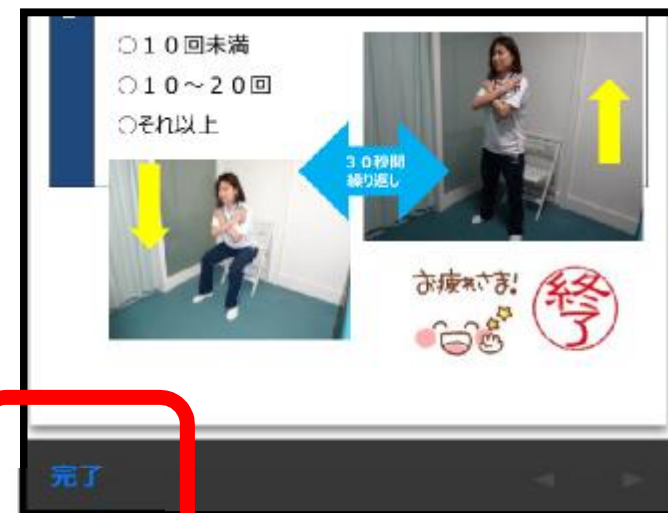 ○10回未満
○10~20回
○それ以上
30秒間
繰り返し
お疲れさま!
終了
完了